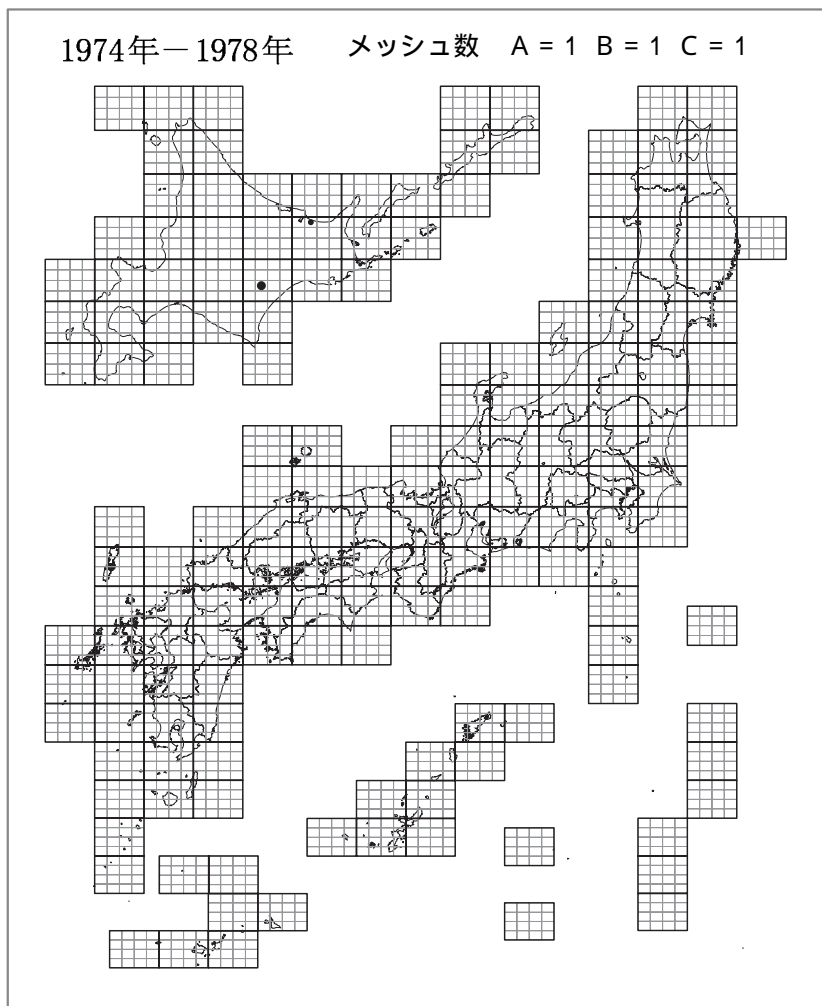 1974年－1978年 メッシュ数 A = 1 B = 1 C = 1